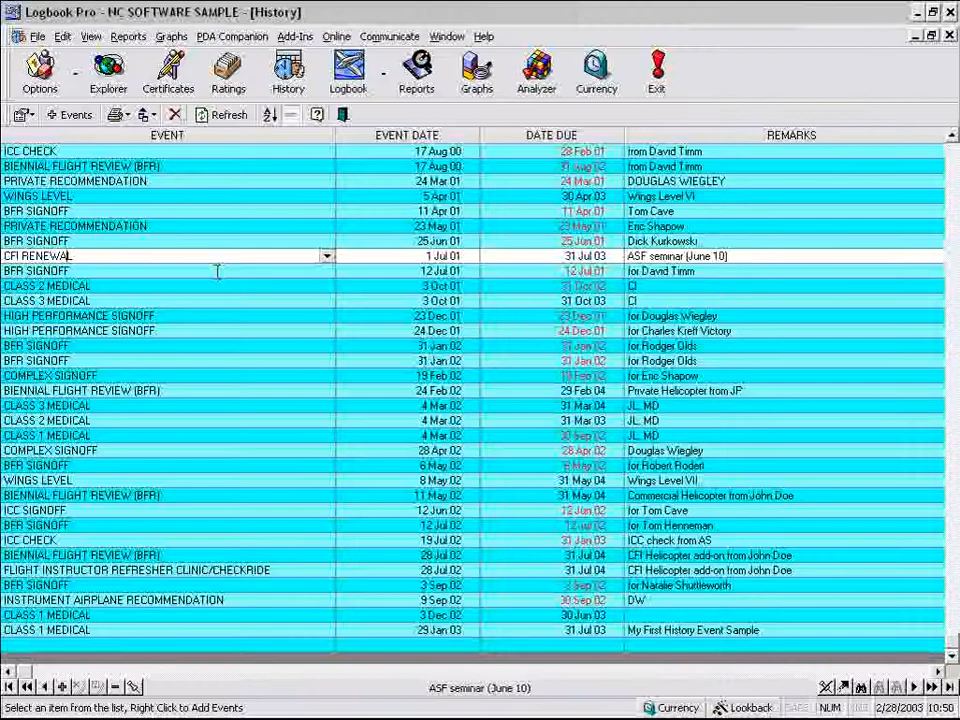 Logbook Pro - NC SOFTWARE SAMPLE - [History]
File Edit View Reports Graphs PDA Companion Add-Ins Online Communicate Window Help
Options Explorer Certificates Ratings History Logbook Reports Graphs Analyzer Currency Exit
Events Refresh
EVENT EVENT DATE DATE DUE REMARKS
ICC CHECK 17 Aug 00 28 Feb 01 from David Timm
BIENNIAL FLIGHT REVIEW (BFR) 17 Aug 00 31 Aug 02 from David Timm
PRIVATE RECOMMENDATION 24 Mar 01 24 Mar 01 DOUGLAS WIEGLEY
WINGS LEVEL 5 Apr 01 30 Apr 03 Wings Level VI
BFR SIGNOFF 11 Apr 01 11 Apr 01 Tom Cave
PRIVATE RECOMMENDATION 23 May 01 23 May 01 Eric Shapow
BFR SIGNOFF 25 Jun 01 25 Jun 01 Dick Kurkowski
CFI RENEWAL 1 Jul 01 31 Jul 03 ASF seminar (June 10)
BFR SIGNOFF 12 Jul 01 12 Jul 01 for David Timm
CLASS 2 MEDICAL 3 Oct 01 31 Oct 02 CI
CLASS 3 MEDICAL 3 Oct 01 31 Oct 03 CI
HIGH PERFORMANCE SIGNOFF 23 Dec 01 23 Dec 01 for Douglas Wiegley
HIGH PERFORMANCE SIGNOFF 24 Dec 01 24 Dec 01 for Charles Kreff Victory
BFR SIGNOFF 31 Jan 02 31 Jan 02 for Rodger Olds
BFR SIGNOFF 31 Jan 02 31 Jan 02 for Rodger Olds
COMPLEX SIGNOFF 19 Feb 02 19 Feb 02 for Eric Shapow
BIENNIAL FLIGHT REVIEW (BFR) 24 Feb 02 29 Feb 04 Private Helicopter from JP
CLASS 3 MEDICAL 4 Mar 02 31 Mar 04 JL, MD
CLASS 2 MEDICAL 4 Mar 02 31 Mar 03 JL, MD
CLASS 1 MEDICAL 4 Mar 02 30 Sep 02 JL, MD
COMPLEX SIGNOFF 28 Apr 02 28 Apr 02 Douglas Wiegley
BFR SIGNOFF 6 May 02 6 May 02 for Robert Roderi
WINGS LEVEL 8 May 02 31 May 04 Wings Level VII
BIENNIAL FLIGHT REVIEW (BFR) 11 May 02 31 May 04 Commercial Helicopter from John Doe
ICC SIGNOFF 12 Jun 02 12 Jun 02 for Tom Cave
BFR SIGNOFF 12 Jul 02 12 Jul 02 for Tom Henneman
ICC CHECK 19 Jul 02 31 Jan 03 ICC check from AS
BIENNIAL FLIGHT REVIEW (BFR) 28 Jul 02 31 Jul 04 CFI Helicopter add-on from John Doe
FLIGHT INSTRUCTOR REFRESHER CLINIC/CHECKRIDE 28 Jul 02 31 Jul 04 CFI Helicopter add-on from John Doe
BFR SIGNOFF 3 Sep 02 3 Sep 02 for Natalie Shuttleworth
INSTRUMENT AIRPLANE RECOMMENDATION 9 Sep 02 30 Sep 02 DW
CLASS 1 MEDICAL 3 Dec 02 30 Jun 03
CLASS 1 MEDICAL 29 Jan 03 31 Jul 03 My First History Event Sample
ASF seminar (June 10)
Select an item from the list, Right Click to Add Events Currency Lookback CAPS NUM INS 2/28/2003 10:50